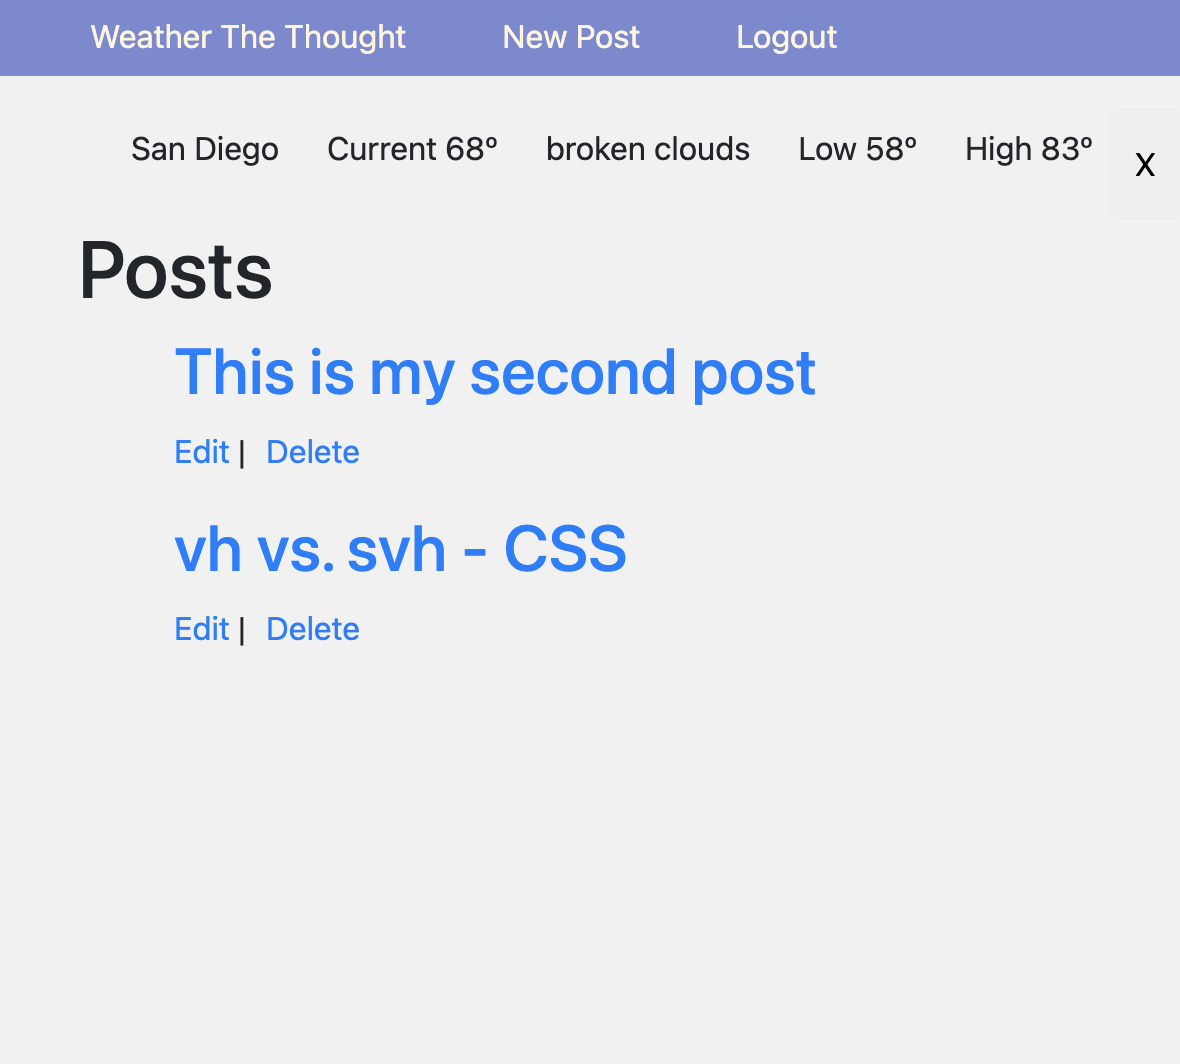 Weather The Thought New Post Logout
San Diego Current 68º broken clouds Low 58º High 83º X
Posts
This is my second post
Edit | Delete
vh vs. svh - CSS
Edit | Delete